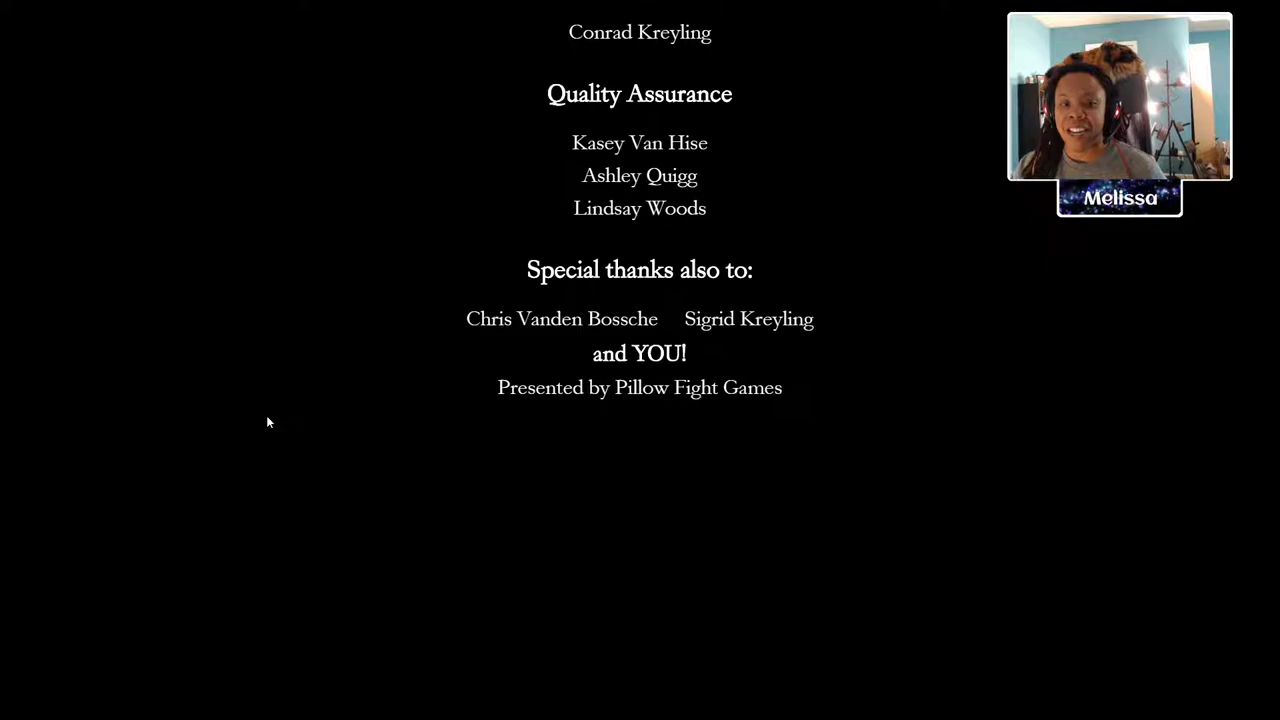 Conrad Kreyling
Quality Assurance
Kasey Van Hise
Ashley Quigg
Lindsay Woods
Special thanks also to:
Chris Vanden Bossche Sigrid Kreyling
and YOU!
Presented by Pillow Fight Games
Melissa